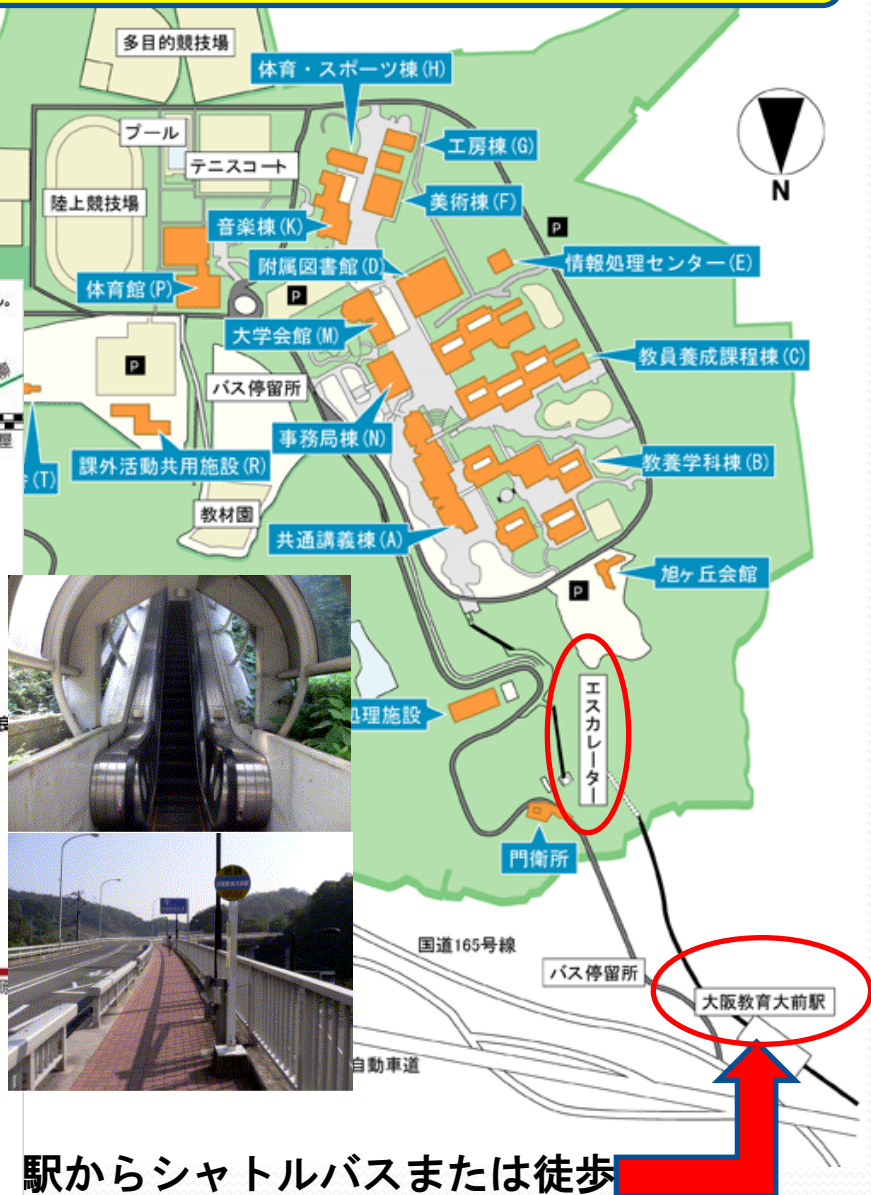 多目的競技場
体育・スポーツ棟(H)
プール
工房棟(G)
テニスコート
N
陸上競技場
美術棟(F)
音楽棟(K)
P
附属図書館(D)
情報処理センター(E)
体育館(P)
P
大学会館(M)
教員養成課程棟(C)
P
バス停留所
事務局棟(N)
(T)
課外活動共用施設(R)
教養学科棟(B)
教材園
共通講義棟(A)
旭ヶ丘会館
P
エスカレーター
処理施設
門衛所
国道165号線
バス停留所
大阪教育大前駅
自動車道
駅からシャトルバスまたは徒歩